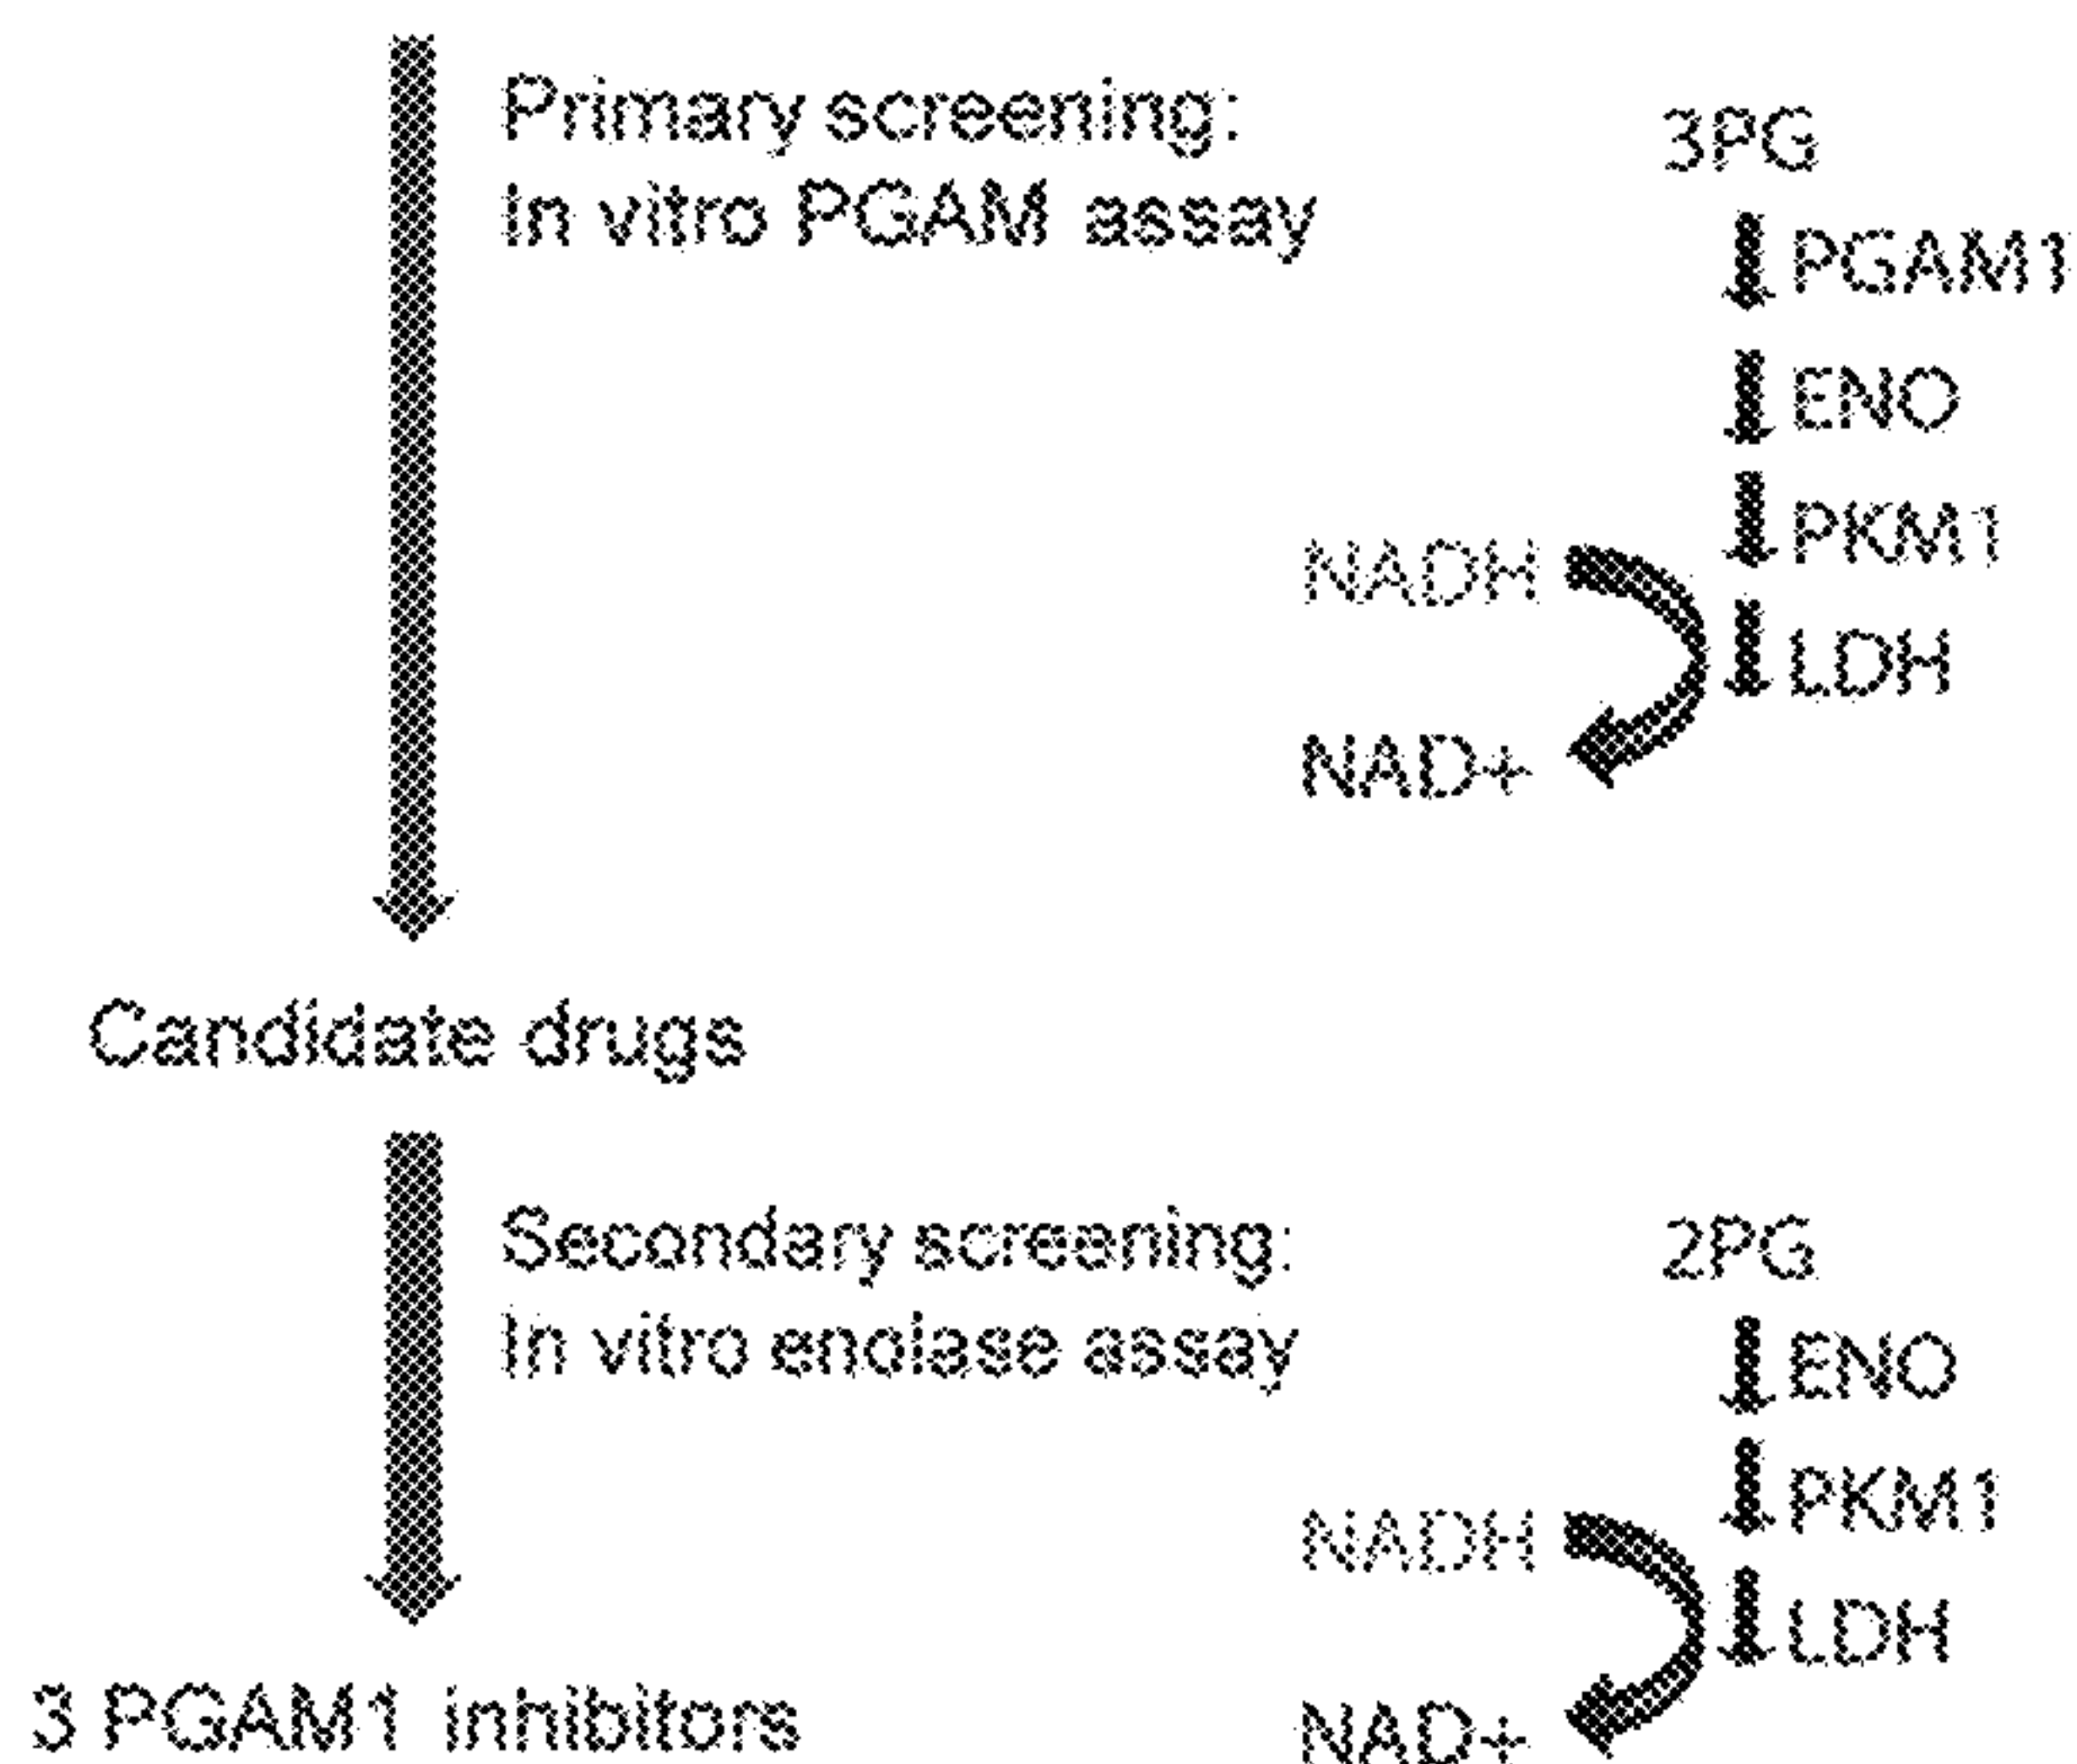 Primary screening:
In vitro PGAM assay
3PG
PGAM1
ENO
PKM1
NADH
LDH
NAD+
Candidate drugs
Secondary screening:
In vitro enolase assay
2PG
ENO
PKM1
NADH
LDH
NAD+
3 PGAM1 inhibitors